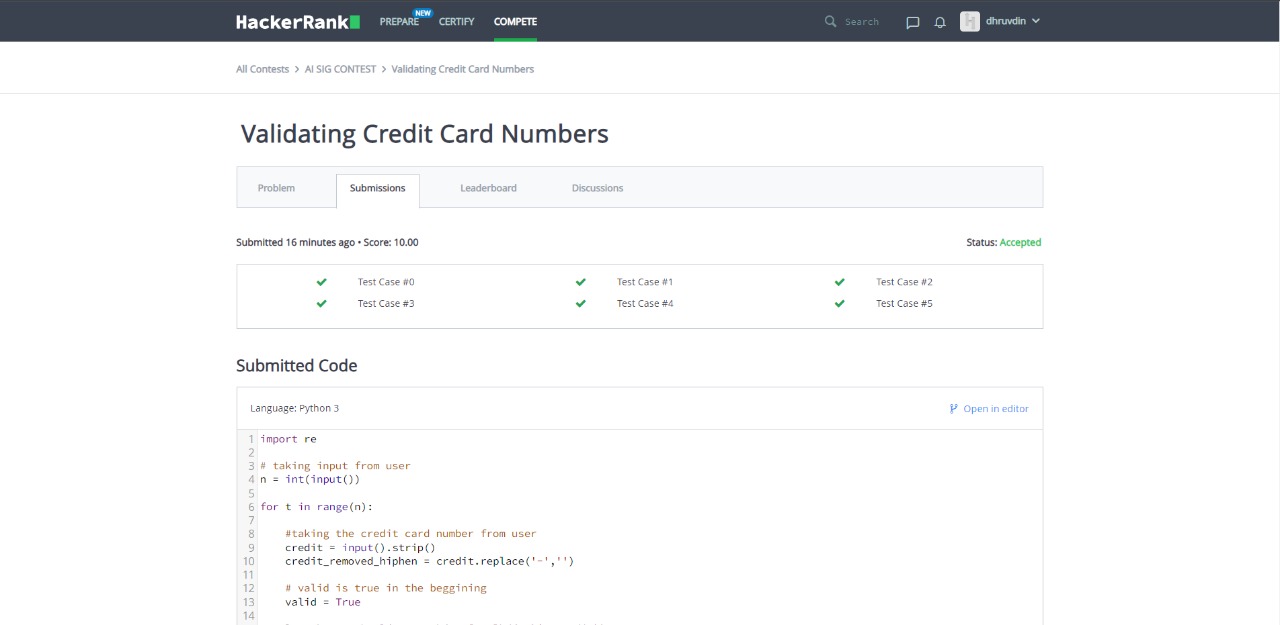 HackerRank PREPARE NEW CERTIFY COMPETE Search dhruvdin
All Contests > AI SIG CONTEST > Validating Credit Card Numbers
Validating Credit Card Numbers
Problem Submissions Leaderboard Discussions
Submitted 16 minutes ago • Score: 10.00 Status: Accepted
Test Case #0 Test Case #1 Test Case #2
Test Case #3 Test Case #4 Test Case #5
Submitted Code
Language: Python 3 Open in editor
1 import re
2
3 # taking input from user
4 n = int(input())
5
6 for t in range(n):
7
8 #taking the credit card number from user
9 credit = input().strip()
10 credit_removed_hiphen = credit.replace('-','')
11
12 # valid is true in the beggining
13 valid = True
14